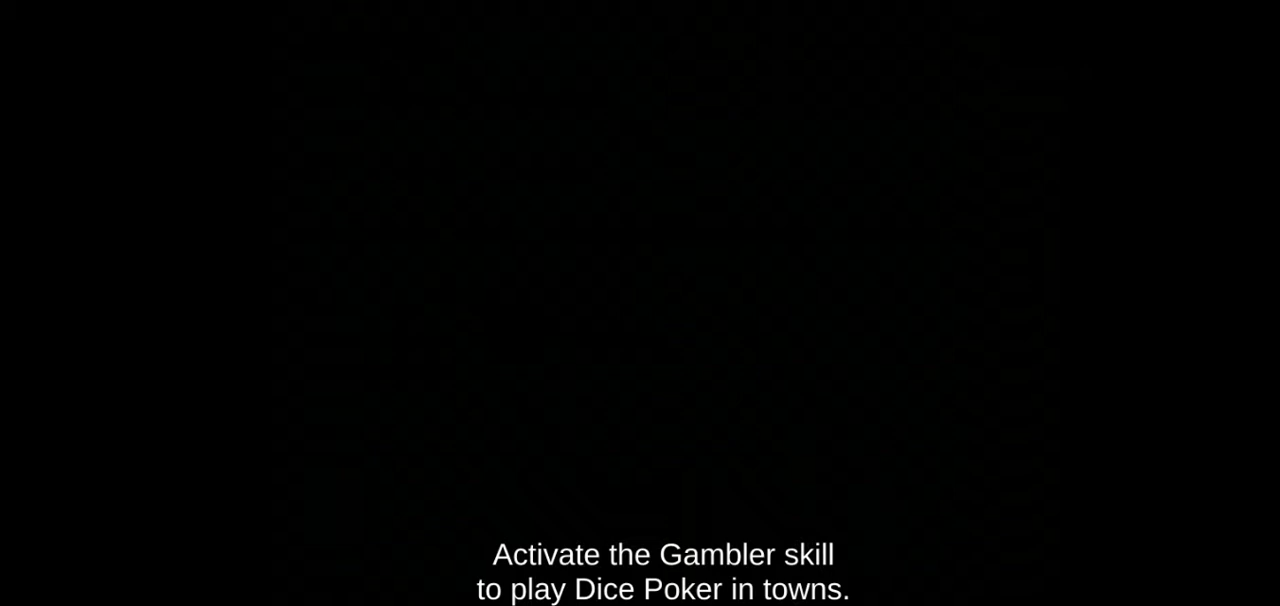 Activate the Gambler skill
to play Dice Poker in towns.